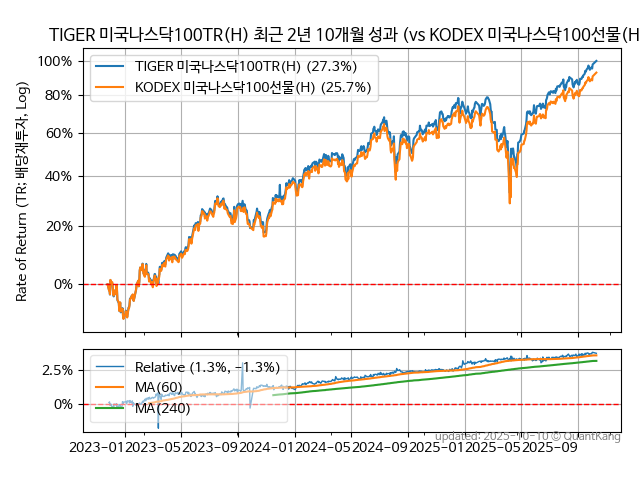 TIGER 미국나스닥100TR(H) 최근 2년 10개월 성과 (vs KODEX 미국나스닥100선물(H
Rate of Return (TR: 배당재투자, Log)
100%
80%
60%
40%
20%
0%
TIGER 미국나스닥100TR(H) (27.3%)
KODEX 미국나스닥100선물(H) (25.7%)
2.5%
0%
Relative (1.3%, -1.3%)
MA(60)
MA(240)
2023-01 2023-05 2023-09 2024-01 2024-05 2024-09 2025-01 2025-05 2025-09
updated: 2025-10-10 © QuantKang